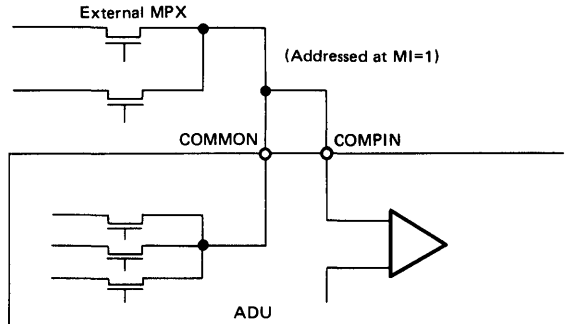 External MPX
(Addressed at MI=1)
COMMON
COMPIN
ADU